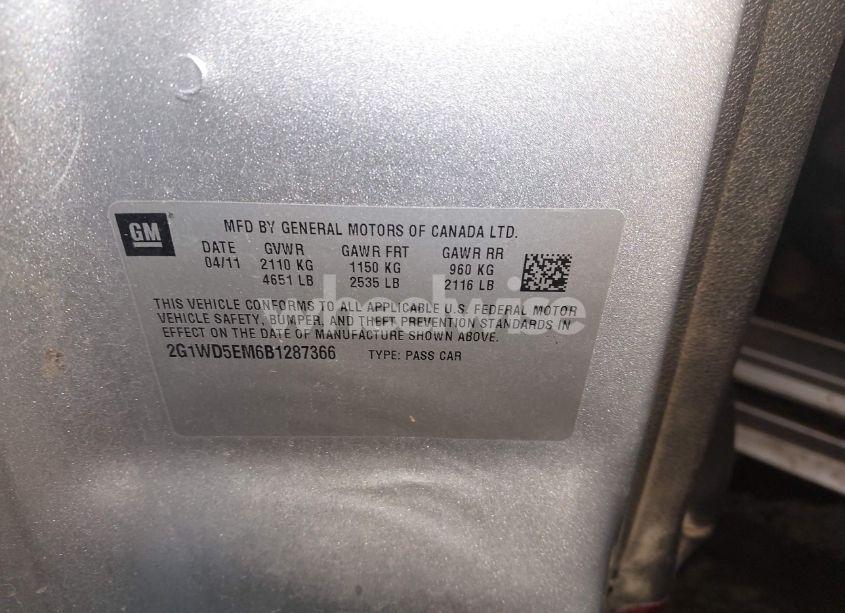 GM
MFD BY GENERAL MOTORS OF CANADA LTD.
DATE GVWR GAWR FRT GAWR RR
04/11 2110 KG 1150 KG 960 KG
4651 LB 2535 LB 2116 LB
THIS VEHICLE CONFORMS TO ALL APPLICABLE U.S. FEDERAL MOTOR
VEHICLE SAFETY, BUMPER, AND THEFT PREVENTION STANDARDS IN
EFFECT ON THE DATE OF MANUFACTURE SHOWN ABOVE.
2G1WD5EM6B1287366 TYPE: PASS CAR
wheelwise